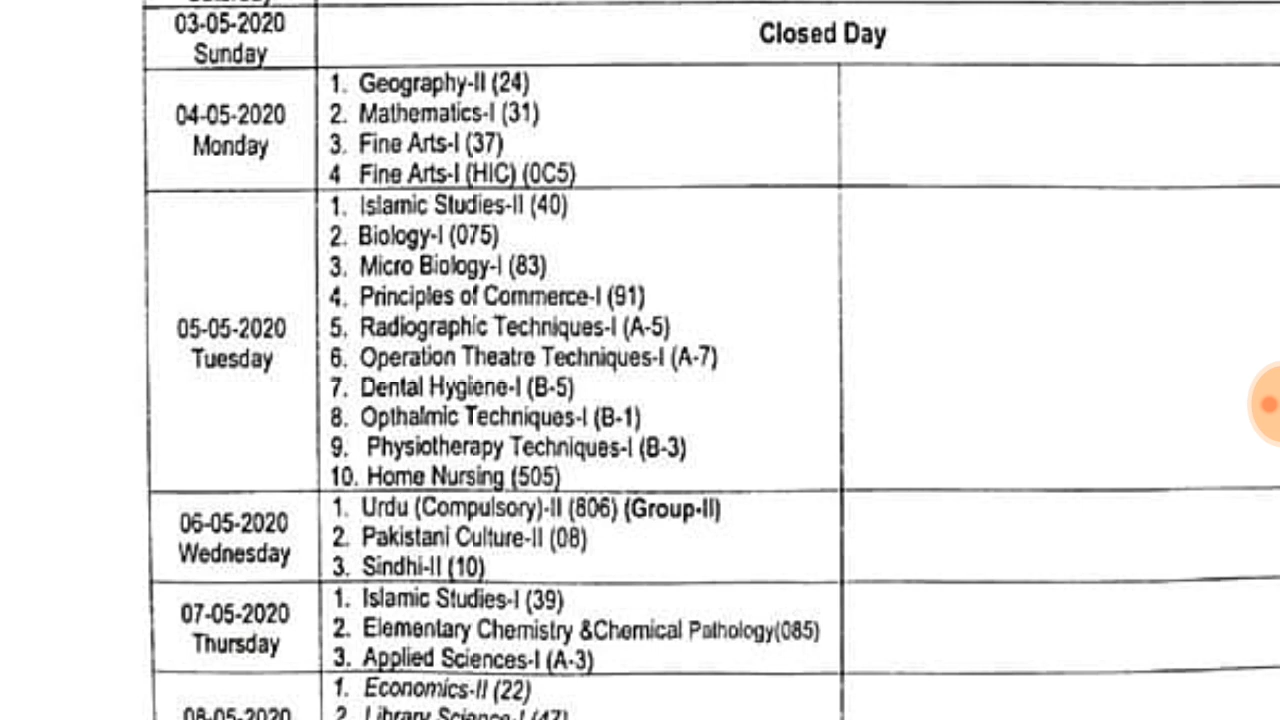 Saturday
03-05-2020
Sunday
Closed Day
04-05-2020
Monday
1. Geography-II (24)
2. Mathematics-I (31)
3. Fine Arts-I (37)
4 Fine Arts-I (HIC) (0C5)
05-05-2020
Tuesday
1. Islamic Studies-II (40)
2. Biology-I (075)
3. Micro Biology-I (83)
4. Principles of Commerce-I (91)
5. Radiographic Techniques-I (A-5)
6. Operation Theatre Techniques-I (A-7)
7. Dental Hygiene-I (B-5)
8. Opthalmic Techniques-I (B-1)
9. Physiotherapy Techniques-I (B-3)
10. Home Nursing (505)
06-05-2020
Wednesday
1. Urdu (Compulsory)-II (806) (Group-II)
2. Pakistani Culture-II (08)
3. Sindhi-II (10)
07-05-2020
Thursday
1. Islamic Studies-I (39)
2. Elementary Chemistry &Chemical Pathology(085)
3. Applied Sciences-I (A-3)
08-05-2020
1. Economics-II (22)
2. Library Science-I (47)